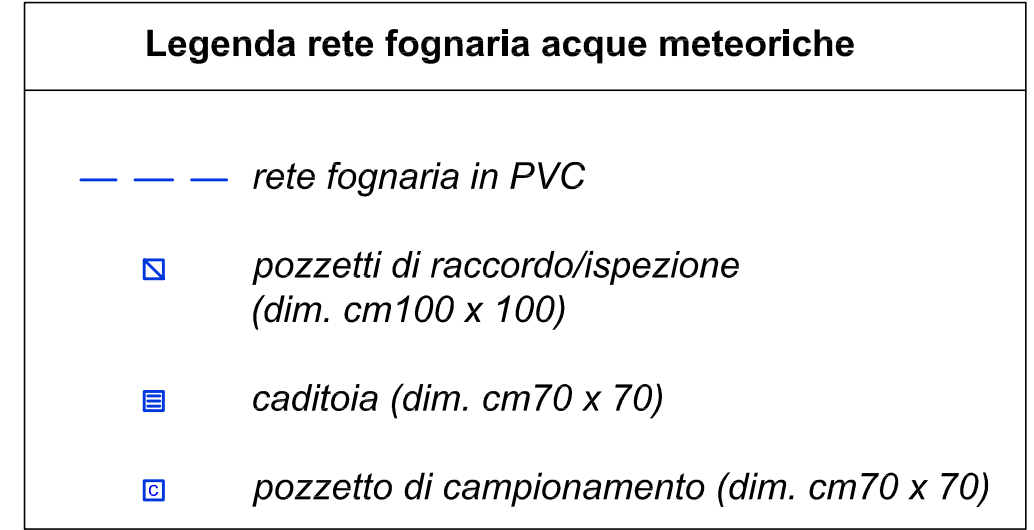 Legenda rete fognaria acque meteoriche
rete fognaria in PVC
pozzetti di raccordo/ispezione
(dim. cm100 x 100)
caditoia (dim. cm70 x 70)
C pozzetto di campionamento (dim. cm70 x 70)